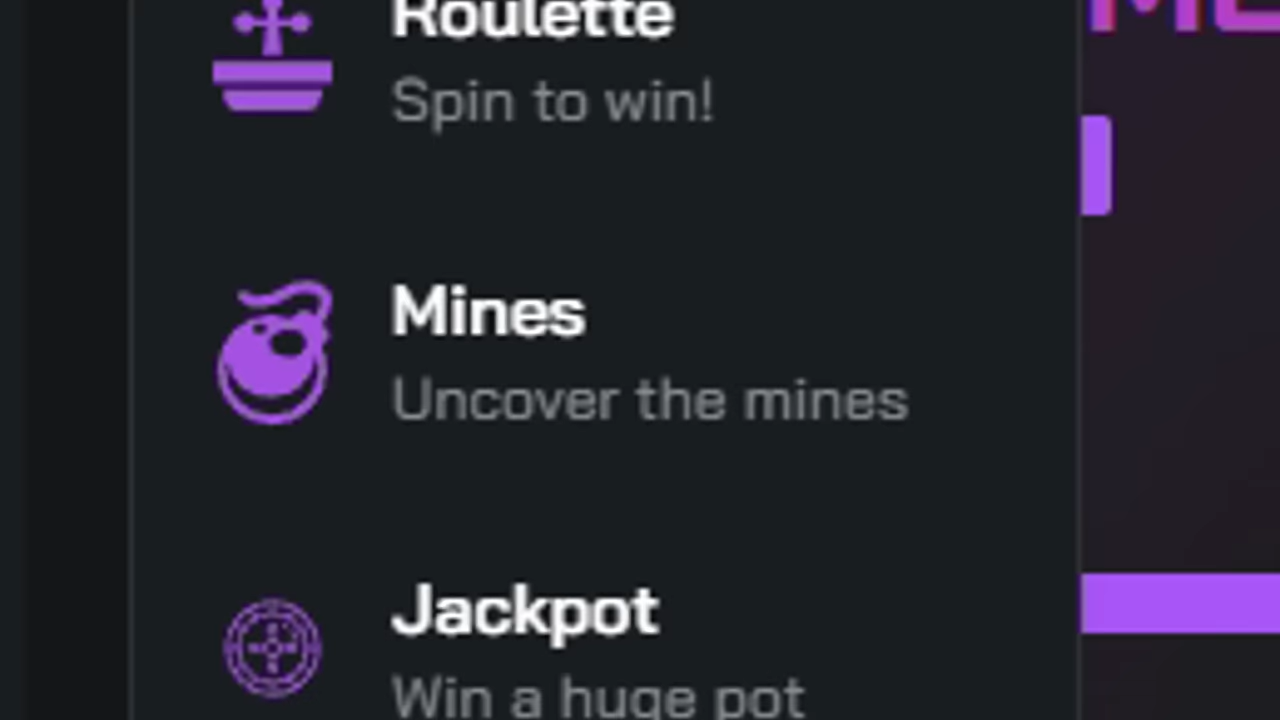 Roulette
Spin to win!
Mines
Uncover the mines
Jackpot
Win a huge pot